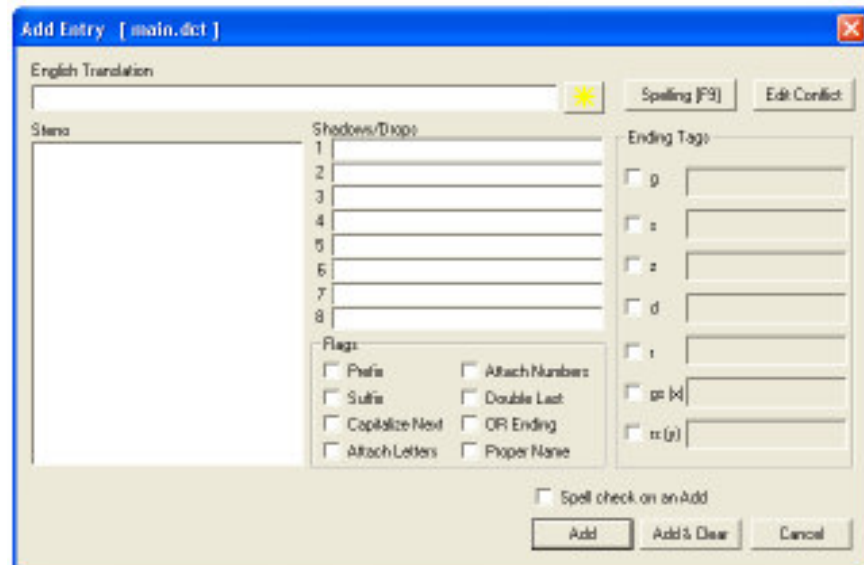 Add Entry [ main.dct ]
English Translation
Spelling [F9]
Edit Conflict
Steno
Shadows/Drops
1
2
3
4
5
6
7
8
Flags
Prefix
Attach Numbers
Suffix
Double Last
Capitalize Next
OR Ending
Attach Letters
Proper Name
Ending Tags
g
s
z
d
r
gs (x)
rs (y)
Spell check on an Add
Add
Add & Clear
Cancel